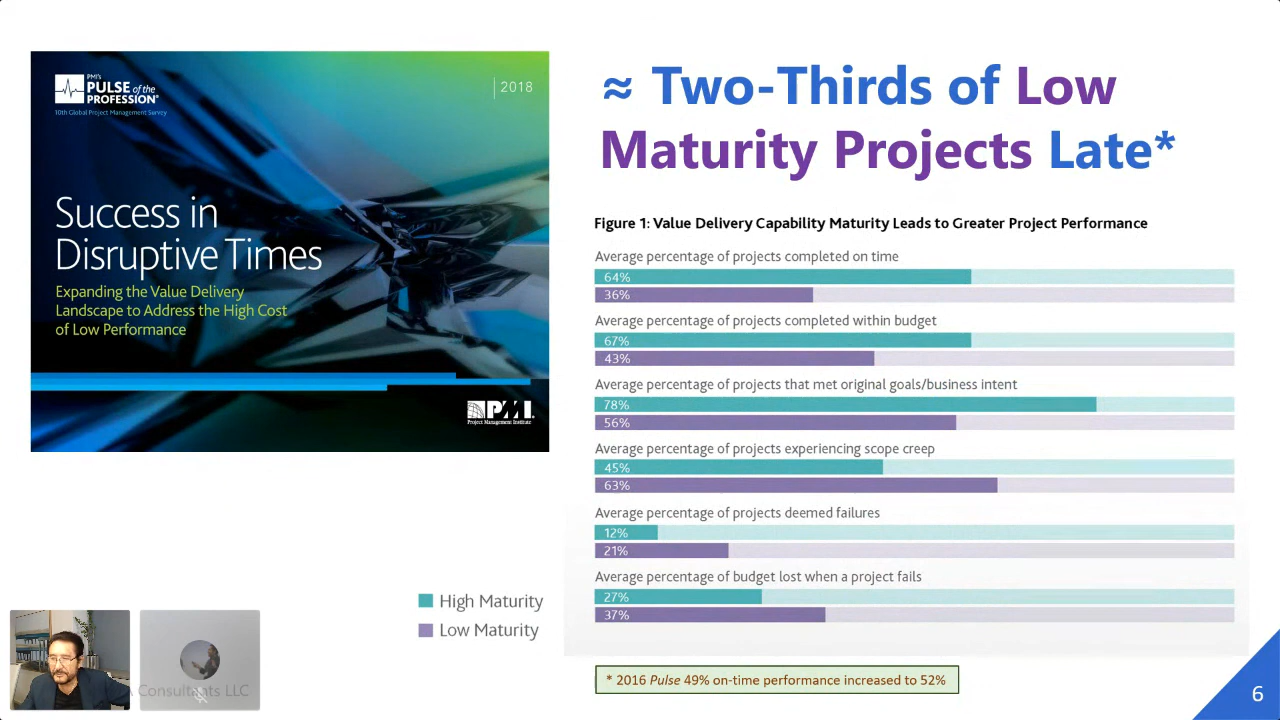 PMI's
PULSE of the
PROFESSION®
10th Global Project Management Survey
2018
Success in
Disruptive Times
Expanding the Value Delivery
Landscape to Address the High Cost
of Low Performance
PMI
Project Management Institute
≈ Two-Thirds of Low
Maturity Projects Late*
Figure 1: Value Delivery Capability Maturity Leads to Greater Project Performance
Average percentage of projects completed on time
64%
36%
Average percentage of projects completed within budget
67%
43%
Average percentage of projects that met original goals/business intent
78%
56%
Average percentage of projects experiencing scope creep
45%
63%
Average percentage of projects deemed failures
12%
21%
Average percentage of budget lost when a project fails
27%
37%
High Maturity
Low Maturity
* 2016 Pulse 49% on-time performance increased to 52%
Consultants LLC
6